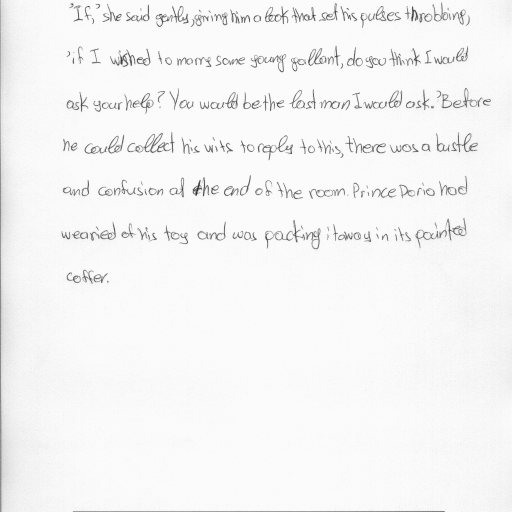 'If,' she said gently, giving him a look that set his pulses throbbing,
'if I wished to marry some young gallant, do you think I would
ask your help? You would be the last man I would ask.' Before
he could collect his wits to reply to this, there was a bustle
and confusion at the end of the room. Prince Dario had
wearied of his toy and was packing it away in its painted
coffer.